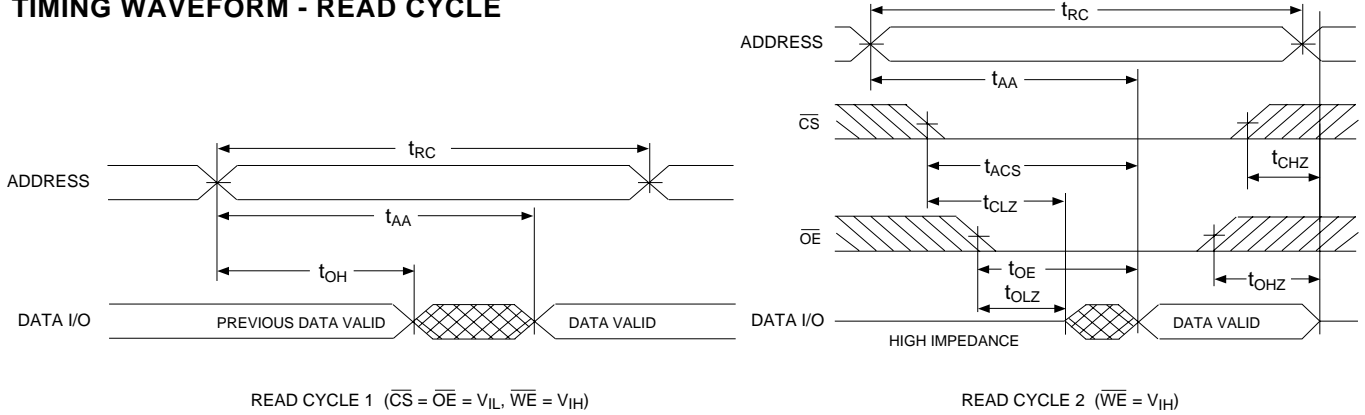 TIMING WAVEFORM - READ CYCLE
tRC
ADDRESS
tAA
tOH
DATA I/O
PREVIOUS DATA VALID
DATA VALID
READ CYCLE 1 (CS = OE = VIL, WE = VIH)
tRC
ADDRESS
tAA
CS
tACS
tCHZ
tCLZ
OE
tOE
tOHZ
tOLZ
DATA I/O
DATA VALID
HIGH IMPEDANCE
READ CYCLE 2 (WE = VIH)